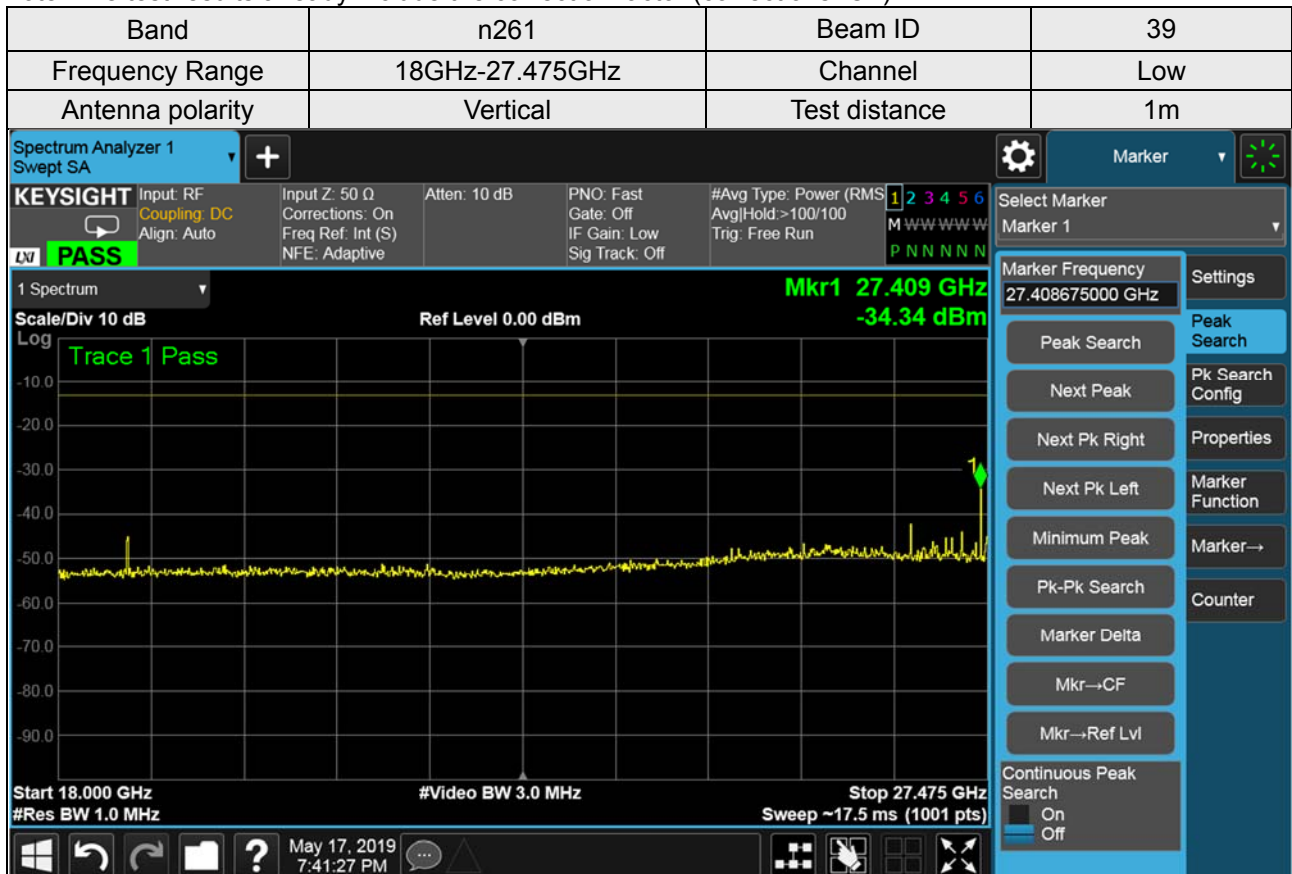 Band n261 Beam ID 39
Frequency Range 18GHz-27.475GHz Channel Low
Antenna polarity Vertical Test distance 1m
Spectrum Analyzer 1
Swept SA
Marker
KEYSIGHT
LXI PASS
Input: RF
Coupling: DC
Align: Auto
Input Z: 50 Ω
Corrections: On
Freq Ref: Int (S)
NFE: Adaptive
Atten: 10 dB
PNO: Fast
Gate: Off
IF Gain: Low
Sig Track: Off
#Avg Type: Power (RMS
Avg|Hold:>100/100
Trig: Free Run
1 2 3 4 5 6
M W W W W W
P N N N N N
Select Marker
Marker 1
1 Spectrum
Mkr1 27.409 GHz
Scale/Div 10 dB Ref Level 0.00 dBm -34.34 dBm
Log
Trace 1 Pass
-10.0
-20.0
-30.0
-40.0
-50.0
-60.0
-70.0
-80.0
-90.0
1
Start 18.000 GHz #Video BW 3.0 MHz Stop 27.475 GHz
#Res BW 1.0 MHz Sweep ~17.5 ms (1001 pts)
Marker Frequency
27.408675000 GHz
Peak Search
Next Peak
Next Pk Right
Next Pk Left
Minimum Peak
Pk-Pk Search
Marker Delta
Mkr→CF
Mkr→Ref Lvl
Continuous Peak
Search
On
Off
Settings
Peak
Search
Pk Search
Config
Properties
Marker
Function
Marker→
Counter
?
May 17, 2019
7:41:27 PM